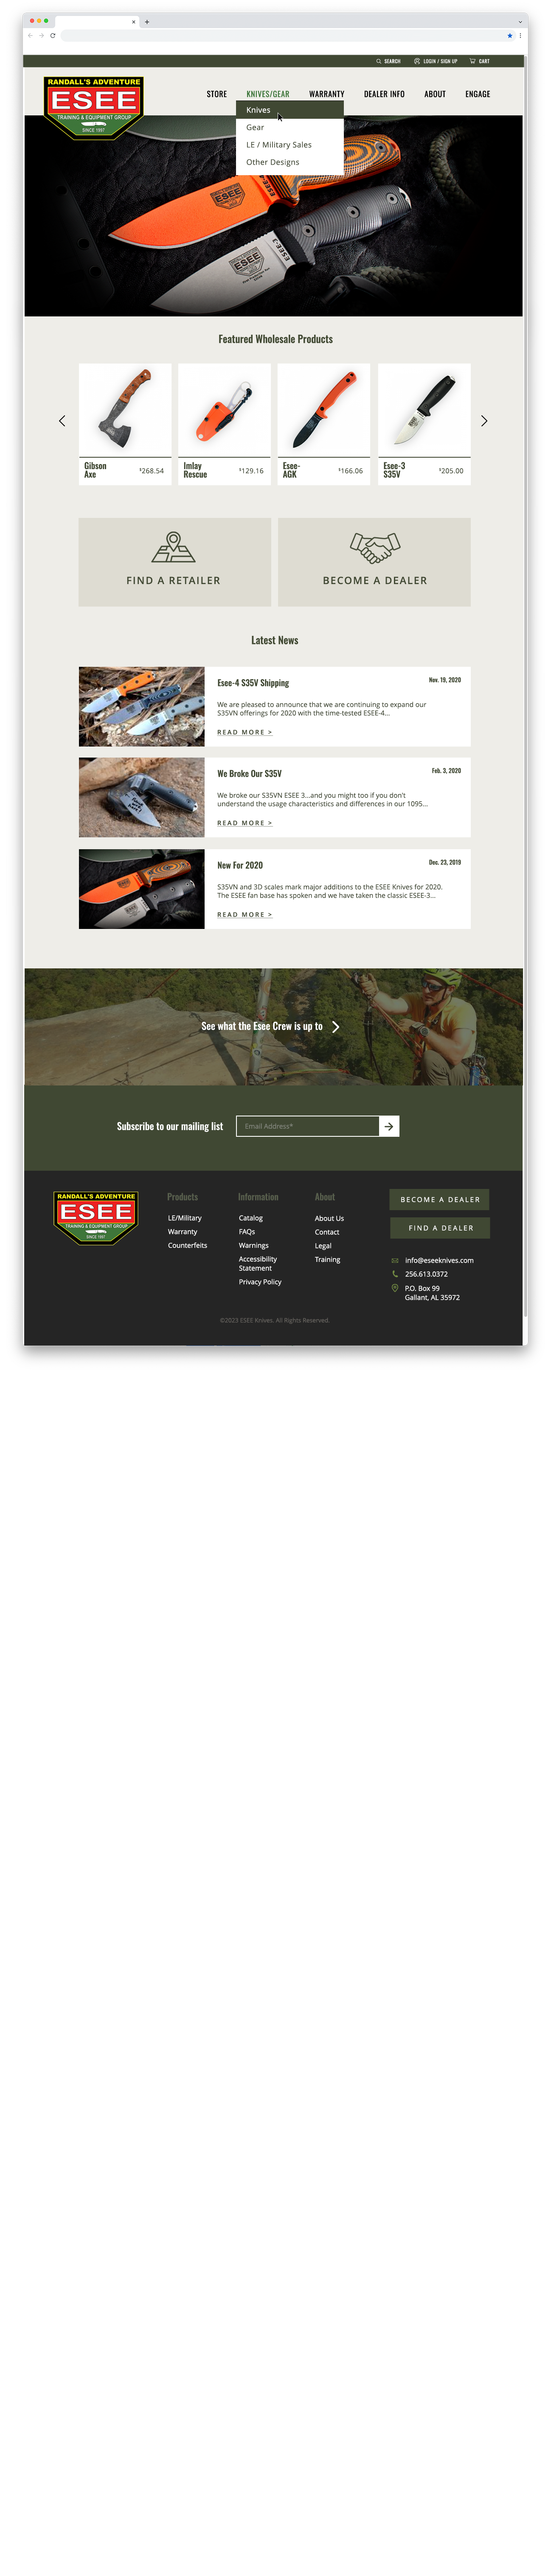 SEARCH
LOGIN / SIGN UP
CART
RANDALL'S ADVENTURE
ESEE
TRAINING & EQUIPMENT GROUP
SINCE 1997
STORE
KNIVES/GEAR
WARRANTY
DEALER INFO
ABOUT
ENGAGE
Knives
Gear
LE / Military Sales
Other Designs
ESEE
ESEE-3
ESEE
Featured Wholesale Products
Gibson
Axe
$268.54
Imlay
Rescue
$129.16
Esee-
AGK
$166.06
Esee-3
S35V
$205.00
FIND A RETAILER
BECOME A DEALER
Latest News
Esee-4 S35V Shipping
Nov. 19, 2020
We are pleased to announce that we are continuing to expand our
S35VN offerings for 2020 with the time-tested ESEE-4...
READ MORE >
We Broke Our S35V
Feb. 3, 2020
We broke our S35VN ESEE 3...and you might too if you don't
understand the usage characteristics and differences in our 1095...
READ MORE >
New For 2020
Dec. 23, 2019
S35VN and 3D scales mark major additions to the ESEE Knives for 2020.
The ESEE fan base has spoken and we have taken the classic ESEE-3...
READ MORE >
See what the Esee Crew is up to
Subscribe to our mailing list
Email Address*
RANDALL'S ADVENTURE
ESEE
TRAINING & EQUIPMENT GROUP
SINCE 1997
Products
LE/Military
Warranty
Counterfeits
Information
Catalog
FAQs
Warnings
Accessibility
Statement
Privacy Policy
About
About Us
Contact
Legal
Training
BECOME A DEALER
FIND A DEALER
info@eseeknives.com
256.613.0372
P.O. Box 99
Gallant, AL 35972
©2023 ESEE Knives. All Rights Reserved.